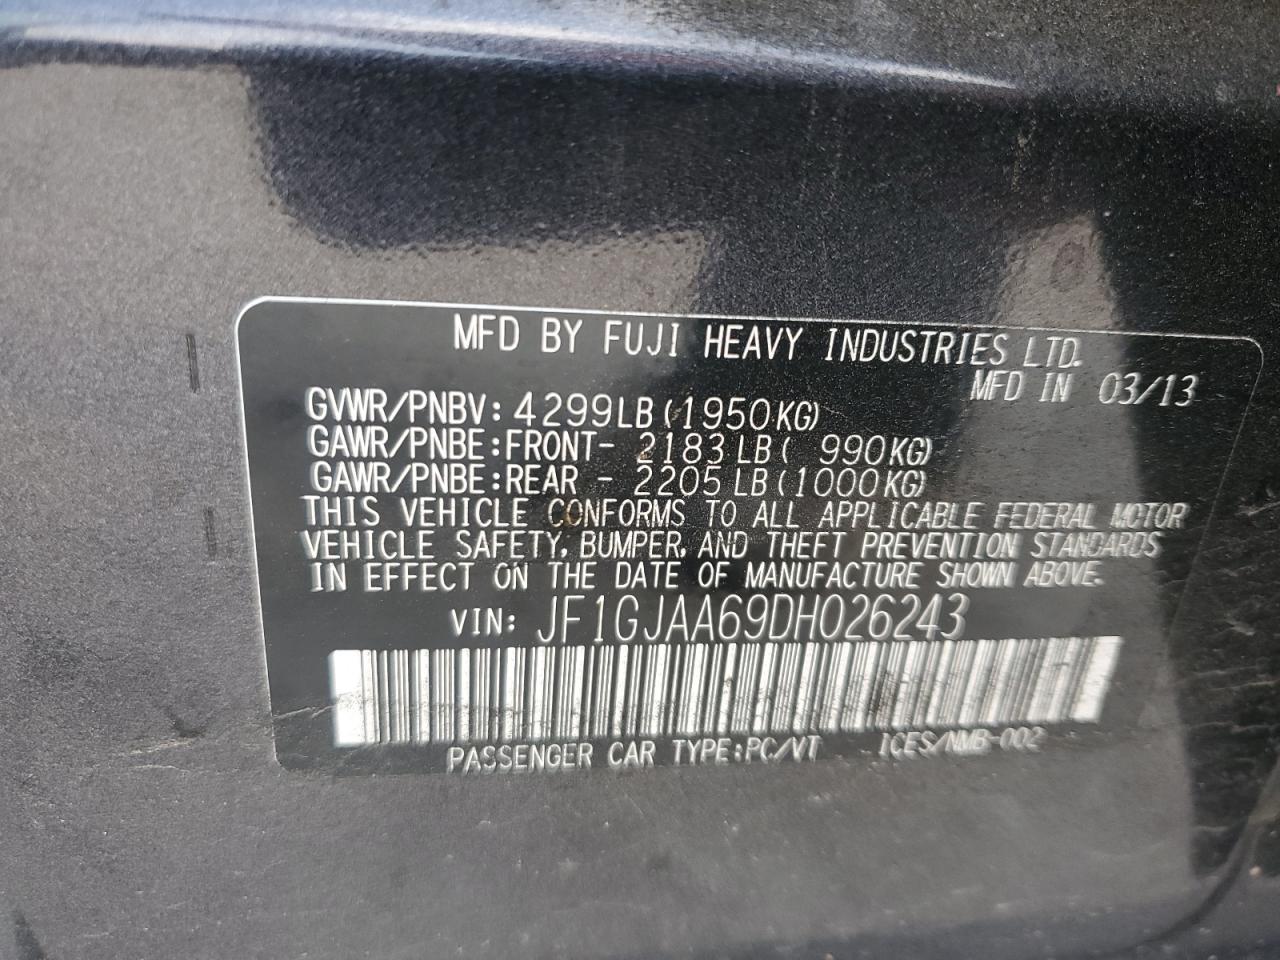 MFD BY FUJI HEAVY INDUSTRIES LTD.
MFD IN 03/13
GVWR/PNBV: 4299LB (1950KG)
GAWR/PNBE: FRONT- 2183 LB ( 990KG)
GAWR/PNBE: REAR - 2205 LB (1000KG)
THIS VEHICLE CONFORMS TO ALL APPLICABLE FEDERAL MOTOR
VEHICLE SAFETY, BUMPER, AND THEFT PREVENTION STANDARDS
IN EFFECT ON THE DATE OF MANUFACTURE SHOWN ABOVE.
VIN: JF1GJAA69DH026243
PASSENGER CAR TYPE:PC/VT ICES/NMB-002